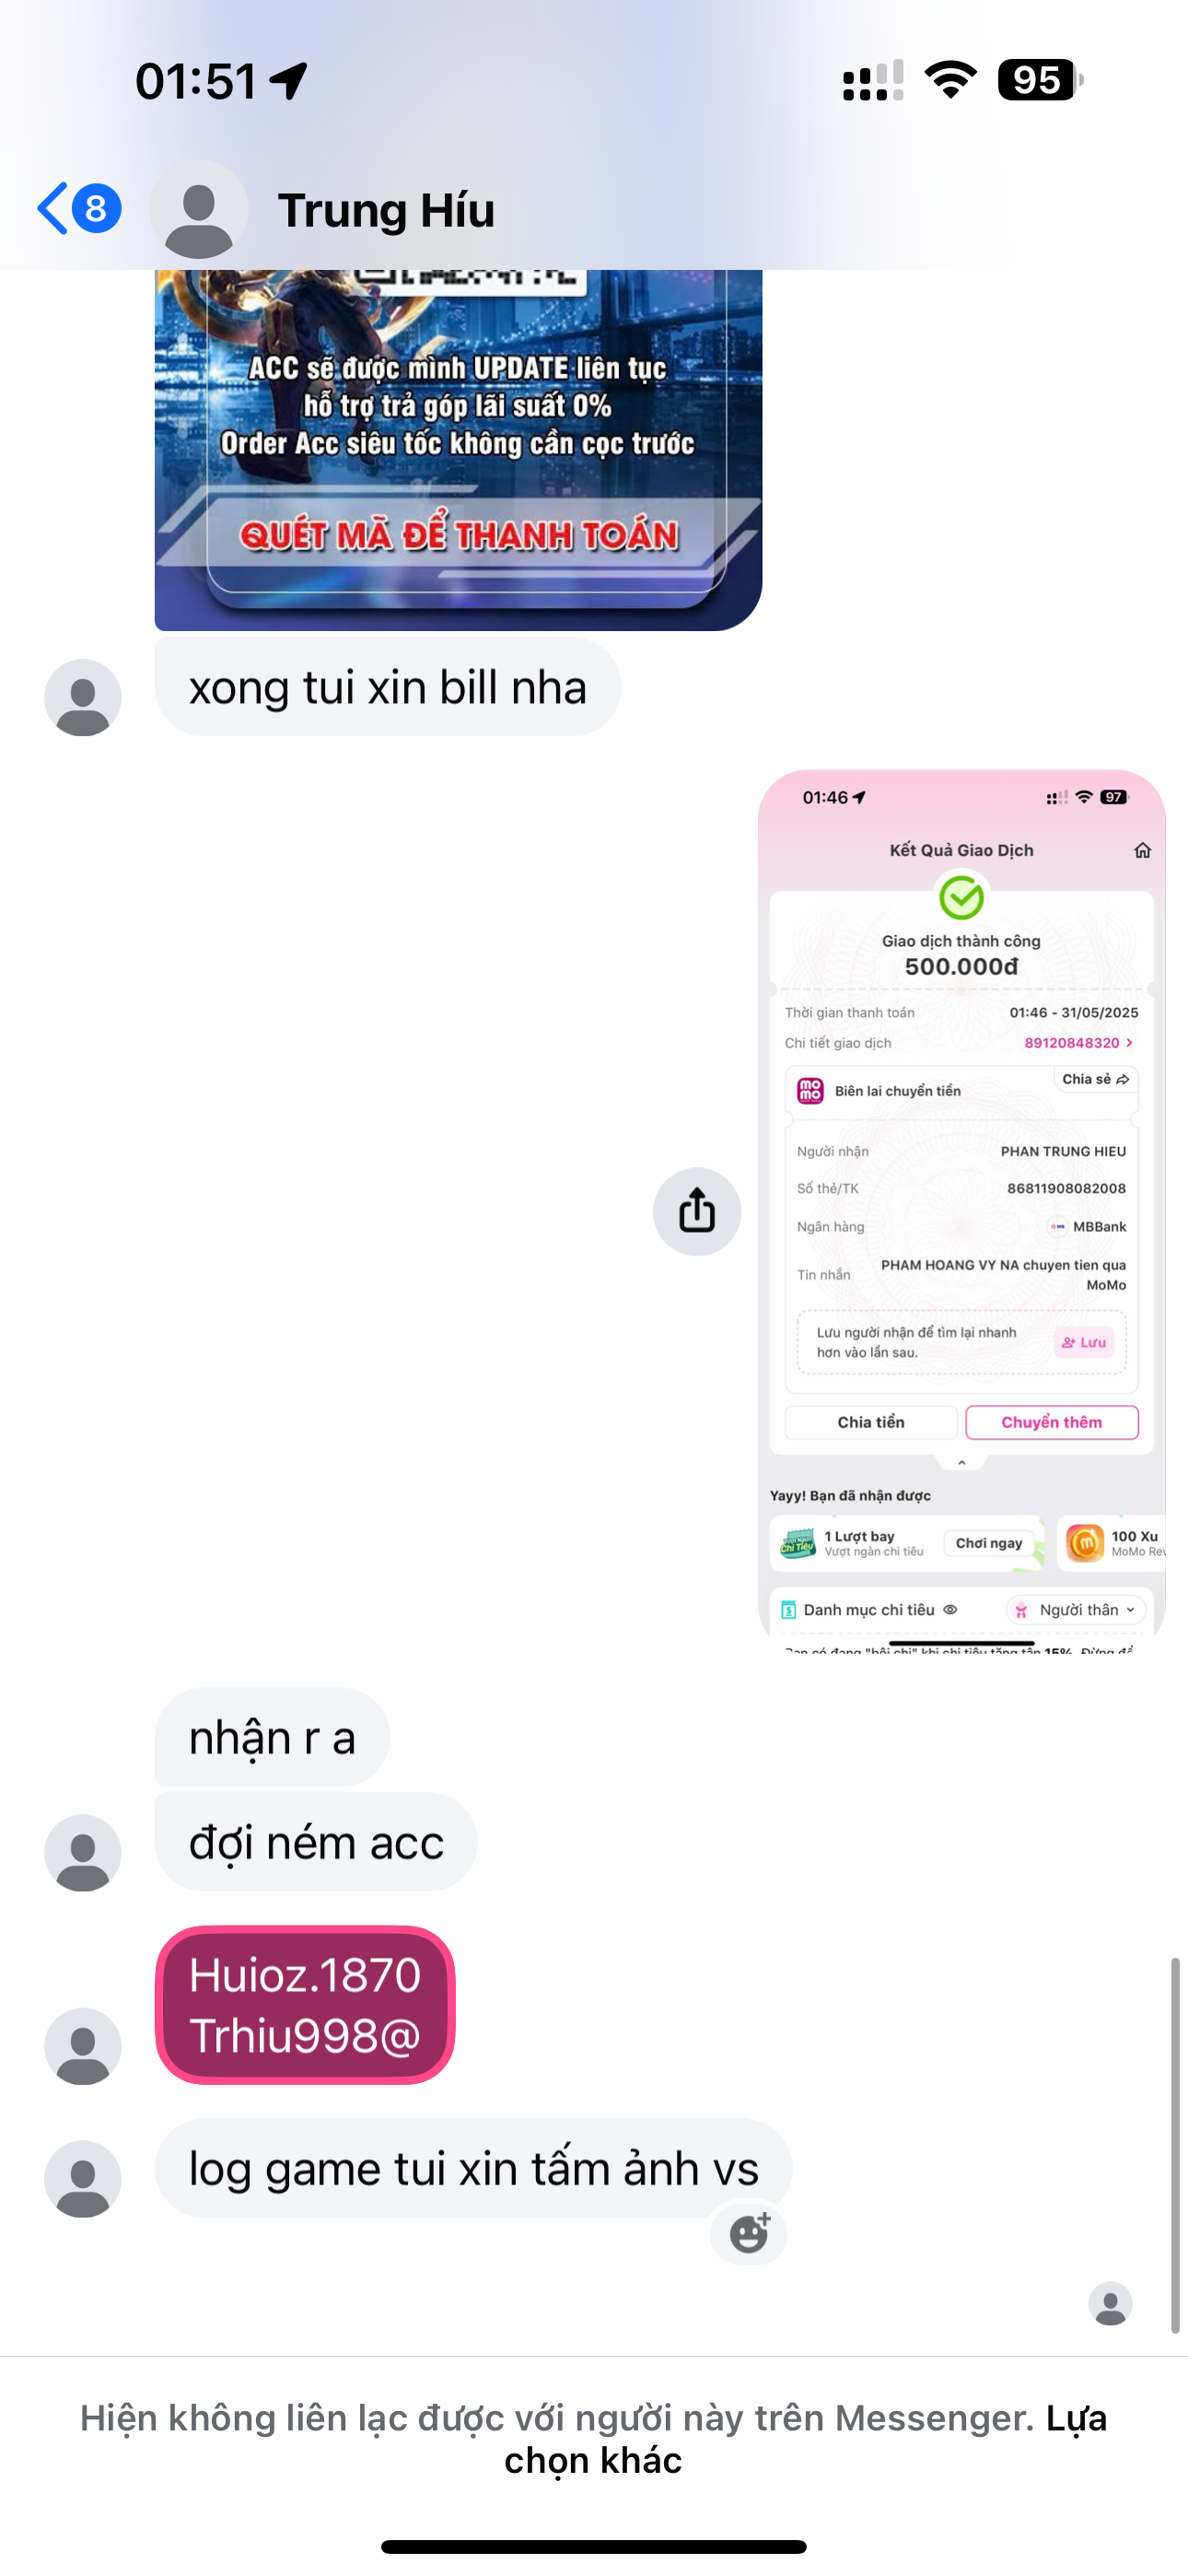 01:51
95
8
Trung Híu
ACC sẽ được mình UPDATE liên tục
hỗ trợ trả góp lãi suất 0%
Order Acc siêu tốc không cần cọc trước
QUÉT MÃ ĐỂ THANH TOÁN
xong tui xin bill nha
01:46
97
Kết Quả Giao Dịch
Giao dịch thành công
500.000đ
Thời gian thanh toán 01:46 - 31/05/2025
Chi tiết giao dịch 89120848320
Chia sẻ
MOMO Biên lai chuyển tiền
Người nhận PHAN TRUNG HIEU
Số thẻ/TK 86811908082008
Ngân hàng MB MBBank
Tin nhắn PHAM HOANG VY NA chuyen tien qua
MoMo
Lưu người nhận để tìm lại nhanh
hơn vào lần sau.
Lưu
Chia tiền Chuyển thêm
Yayy! Bạn đã nhận được
1 Lượt bay
Vượt ngàn chi tiêu
Chơi ngay
100 Xu
MoMo Rev
Danh mục chi tiêu Người thân
nhận r a
đợi ném acc
Huioz.1870
Trhiu998@
log game tui xin tấm ảnh vs
Hiện không liên lạc được với người này trên Messenger. Lựa
chọn khác